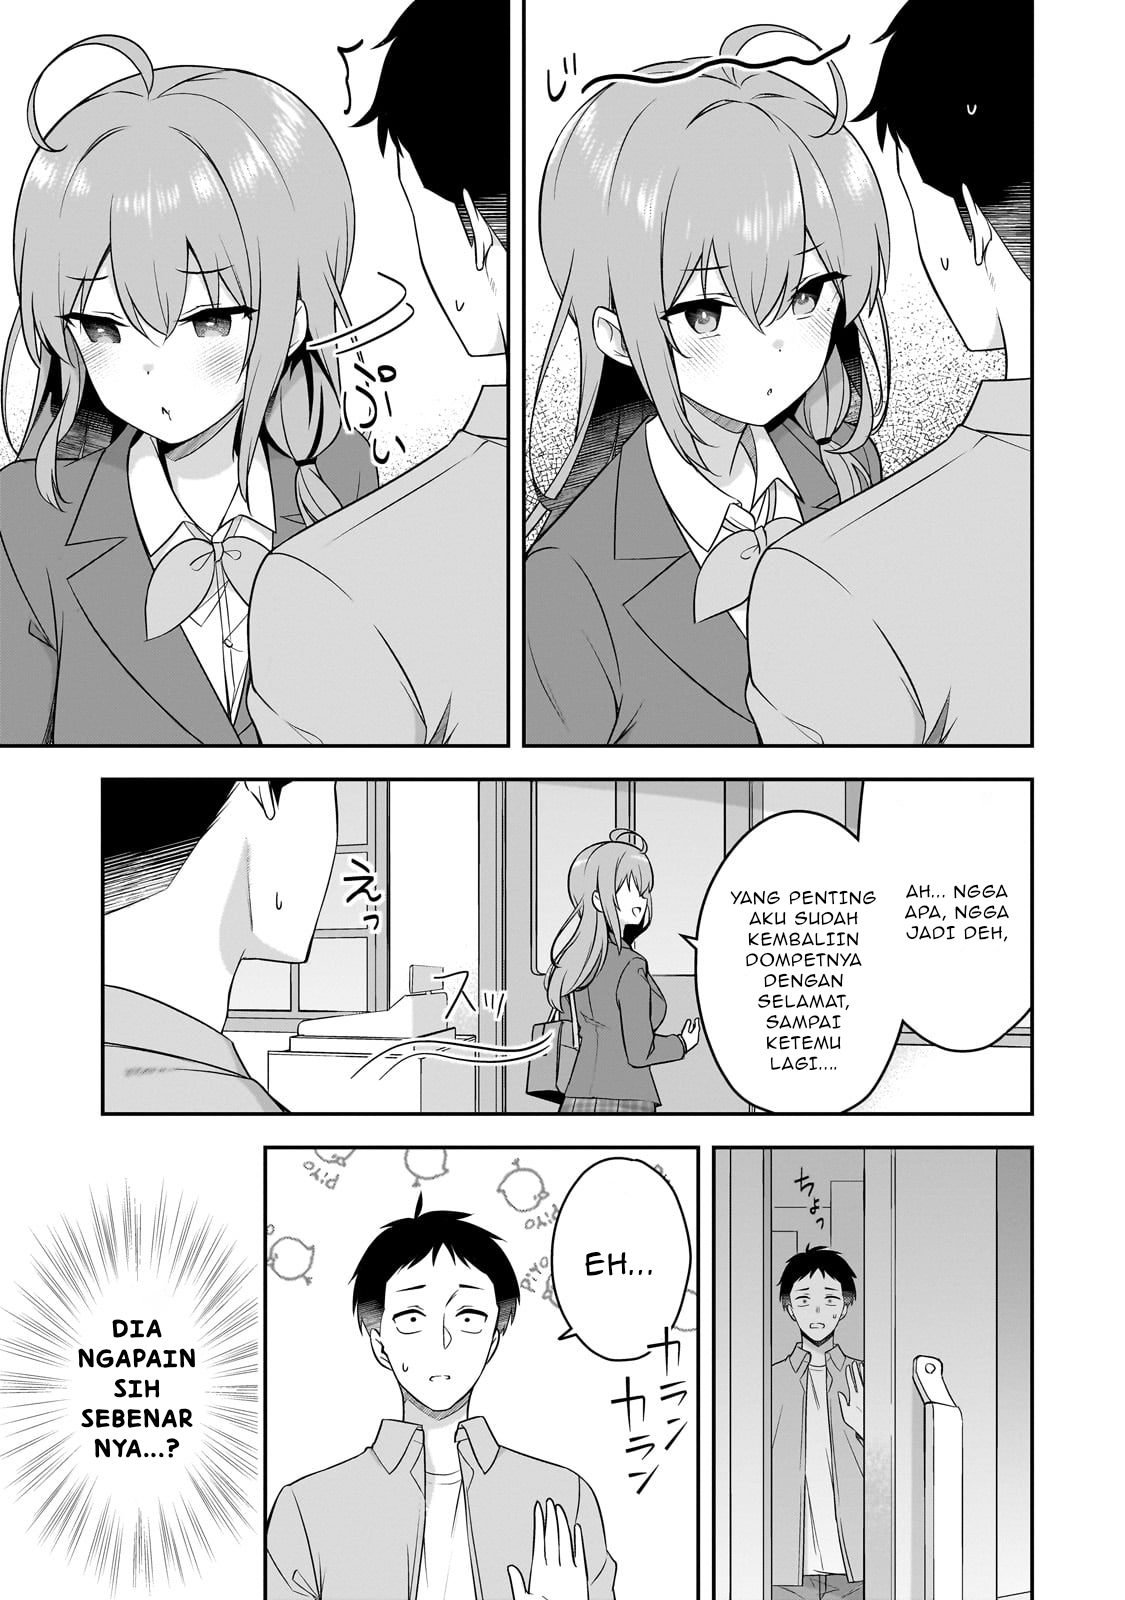 じ
ぷーい
AH... NGGA
APA, NGGA
JADI DEH,
YANG PENTING
AKU SUDAH
KEMBALIIN
DOMPETNYA
DENGAN
SELAMAT,
SAMPAI
KETEMU
LAGI....
えっ
スッ
ちょっ
EH...
カラン
カラン
PiYO
PiYO
PiYO
DIA
NGAPAIN
SIH
SEBENAR
NYA...?